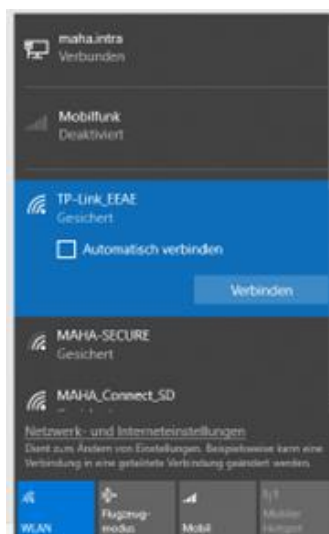 maha.intra
Verbunden
Mobilfunk
Deaktiviert
TP-Link_EEAE
Gesichert
Automatisch verbinden
Verbinden
MAHA-SECURE
Gesichert
MAHA_Connect_SD
Netzwerk- und Interneteinstellungen
Dient zum Ändern von Einstellungen. Beispielsweise kann eine
Verbindung in eine getaktete Verbindung geändert werden.
WLAN
Flugzeug-
modus
Mobil
Mobiler
Hotspot